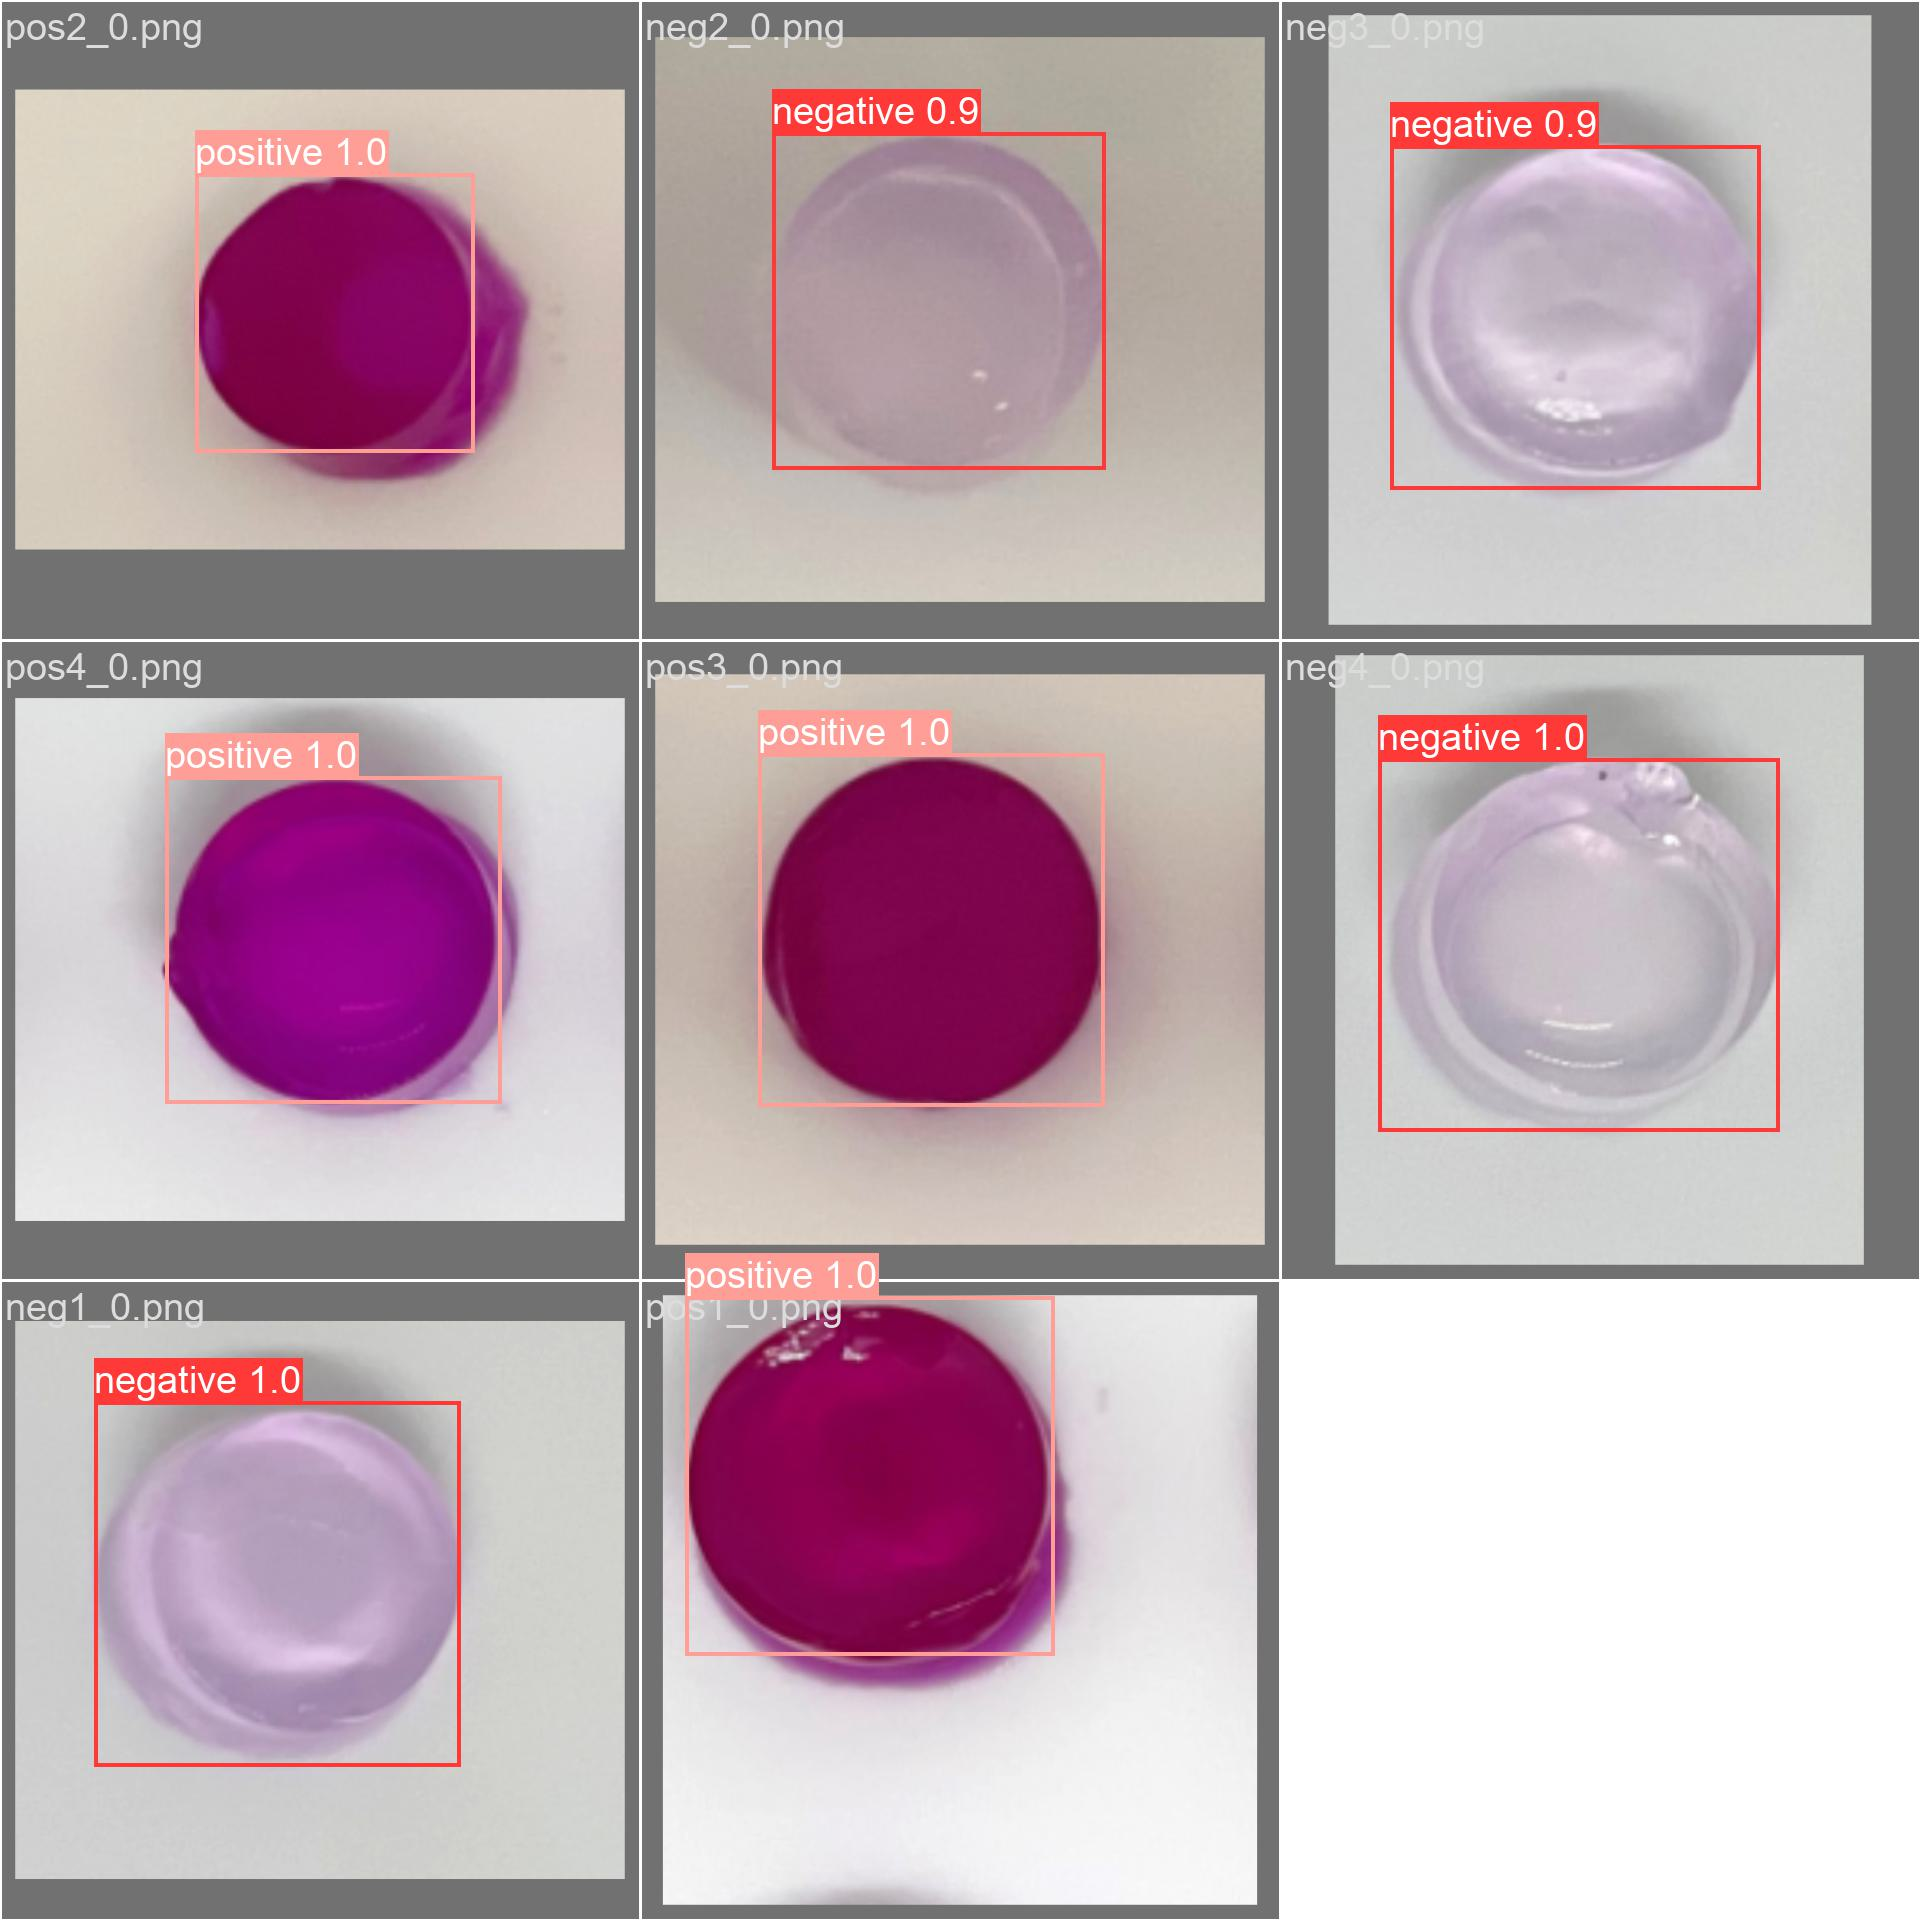 pos2_0.png
positive 1.0
neg2_0.png
negative 0.9
neg3_0.png
negative 0.9
pos4_0.png
positive 1.0
pos3_0.png
positive 1.0
neg4_0.png
negative 1.0
neg1_0.png
negative 1.0
pos1_0.png
positive 1.0